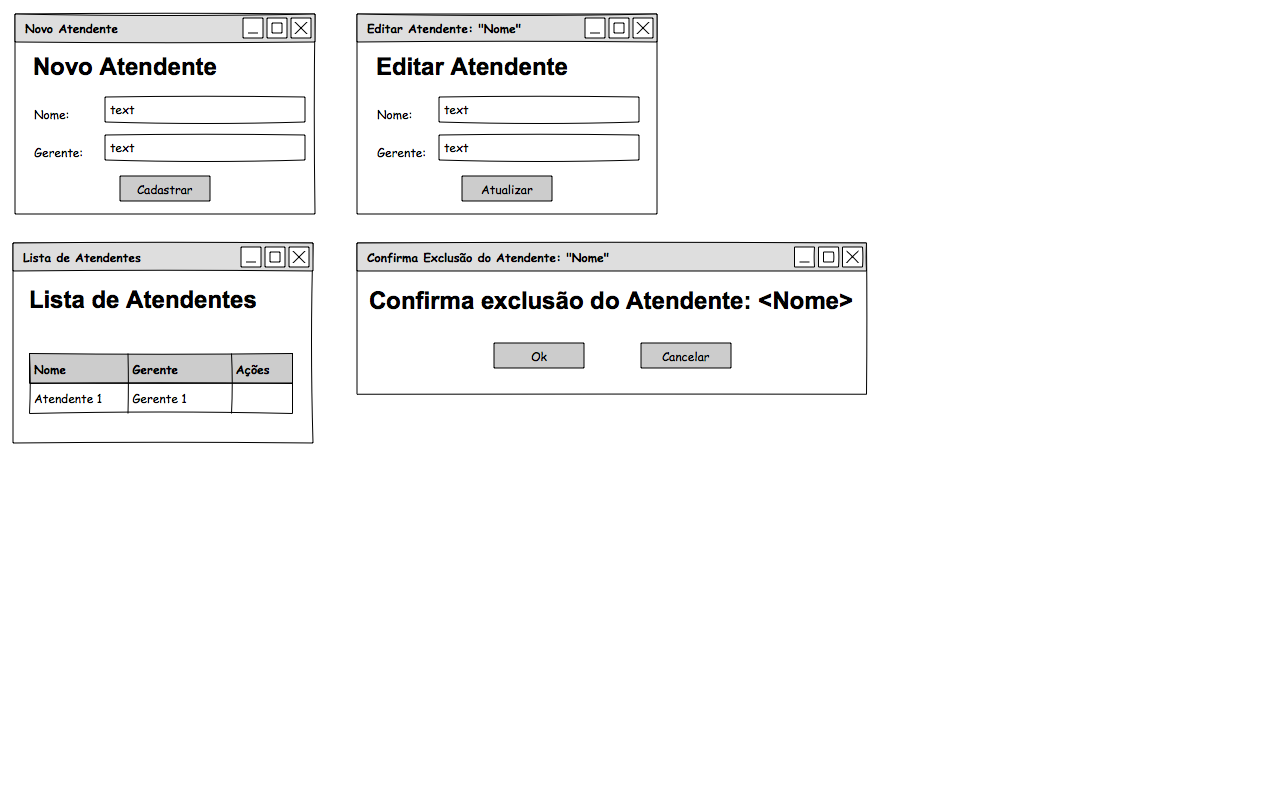 Novo Atendente
Novo Atendente
Nome: text
Gerente: text
Cadastrar
Editar Atendente: "Nome"
Editar Atendente
Nome: text
Gerente: text
Atualizar
Lista de Atendentes
Lista de Atendentes
Nome Gerente Ações
Atendente 1 Gerente 1
Confirma Exclusão do Atendente: "Nome"
Confirma exclusão do Atendente: <Nome>
Ok Cancelar